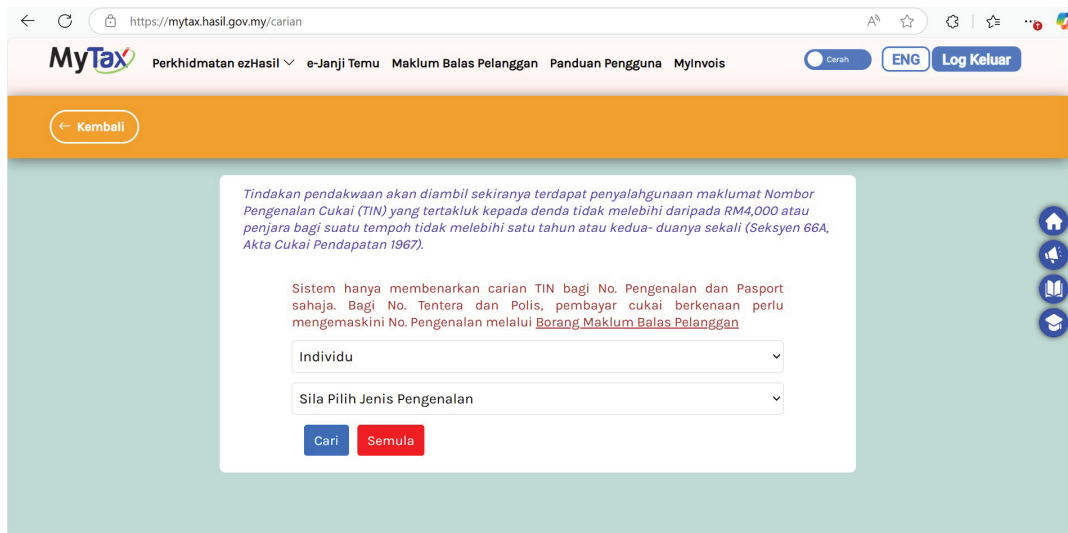 https://mytax.hasil.gov.my/carian
MyTax Perkhidmatan ezHasil e-Janji Temu Maklum Balas Pelanggan Panduan Pengguna MyInvois Cerah ENG Log Keluar
← Kembali
Tindakan pendakwaan akan diambil sekiranya terdapat penyalahgunaan maklumat Nombor
Pengenalan Cukai (TIN) yang tertakluk kepada denda tidak melebihi daripada RM4,000 atau
penjara bagi suatu tempoh tidak melebihi satu tahun atau kedua- duanya sekali (Seksyen 66A,
Akta Cukai Pendapatan 1967).
Sistem hanya membenarkan carian TIN bagi No. Pengenalan dan Pasport
sahaja. Bagi No. Tentera dan Polis, pembayar cukai berkenaan perlu
mengemaskini No. Pengenalan melalui Borang Maklum Balas Pelanggan
Individu
Sila Pilih Jenis Pengenalan
Cari Semula